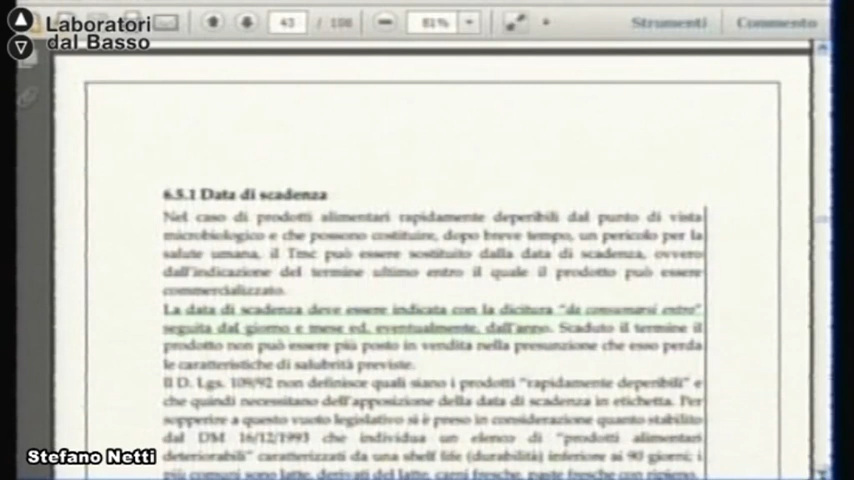 Laboratori
dal Basso
43 / 108
81%
Strumenti
Commento
6.5.1 Data di scadenza
Nel caso di prodotti alimentari rapidamente deperibili dal punto di vista
microbiologico e che possono costituire, dopo breve tempo, un pericolo per la
salute umana, il Tmc può essere sostituito dalla data di scadenza, ovvero
dall'indicazione del termine ultimo entro il quale il prodotto può essere
commercializzato.
La data di scadenza deve essere indicata con la dicitura "di consumarsi entro"
seguita dal giorno e mese ed, eventualmente, dall'anno. Scaduto il termine il
prodotto non può essere più posto in vendita nella presunzione che esso perda
le caratteristiche di salubrità previste.
Il D. Lgs. 109/92 non definisce quali siano i prodotti "rapidamente deperibili" e
che quindi necessitano dell'apposizione della data di scadenza in etichetta. Per
sopperire a questo vuoto legislativo si è preso in considerazione quanto stabilito
dal DM 16/12/1993 che individua un elenco di "prodotti alimentari
deteriorabili" caratterizzati da una shelf life (durabilità) inferiore ai 90 giorni; i
più comuni sono latte, derivati del latte, carni fresche, paste fresche con ripieno,
Stefano Netti